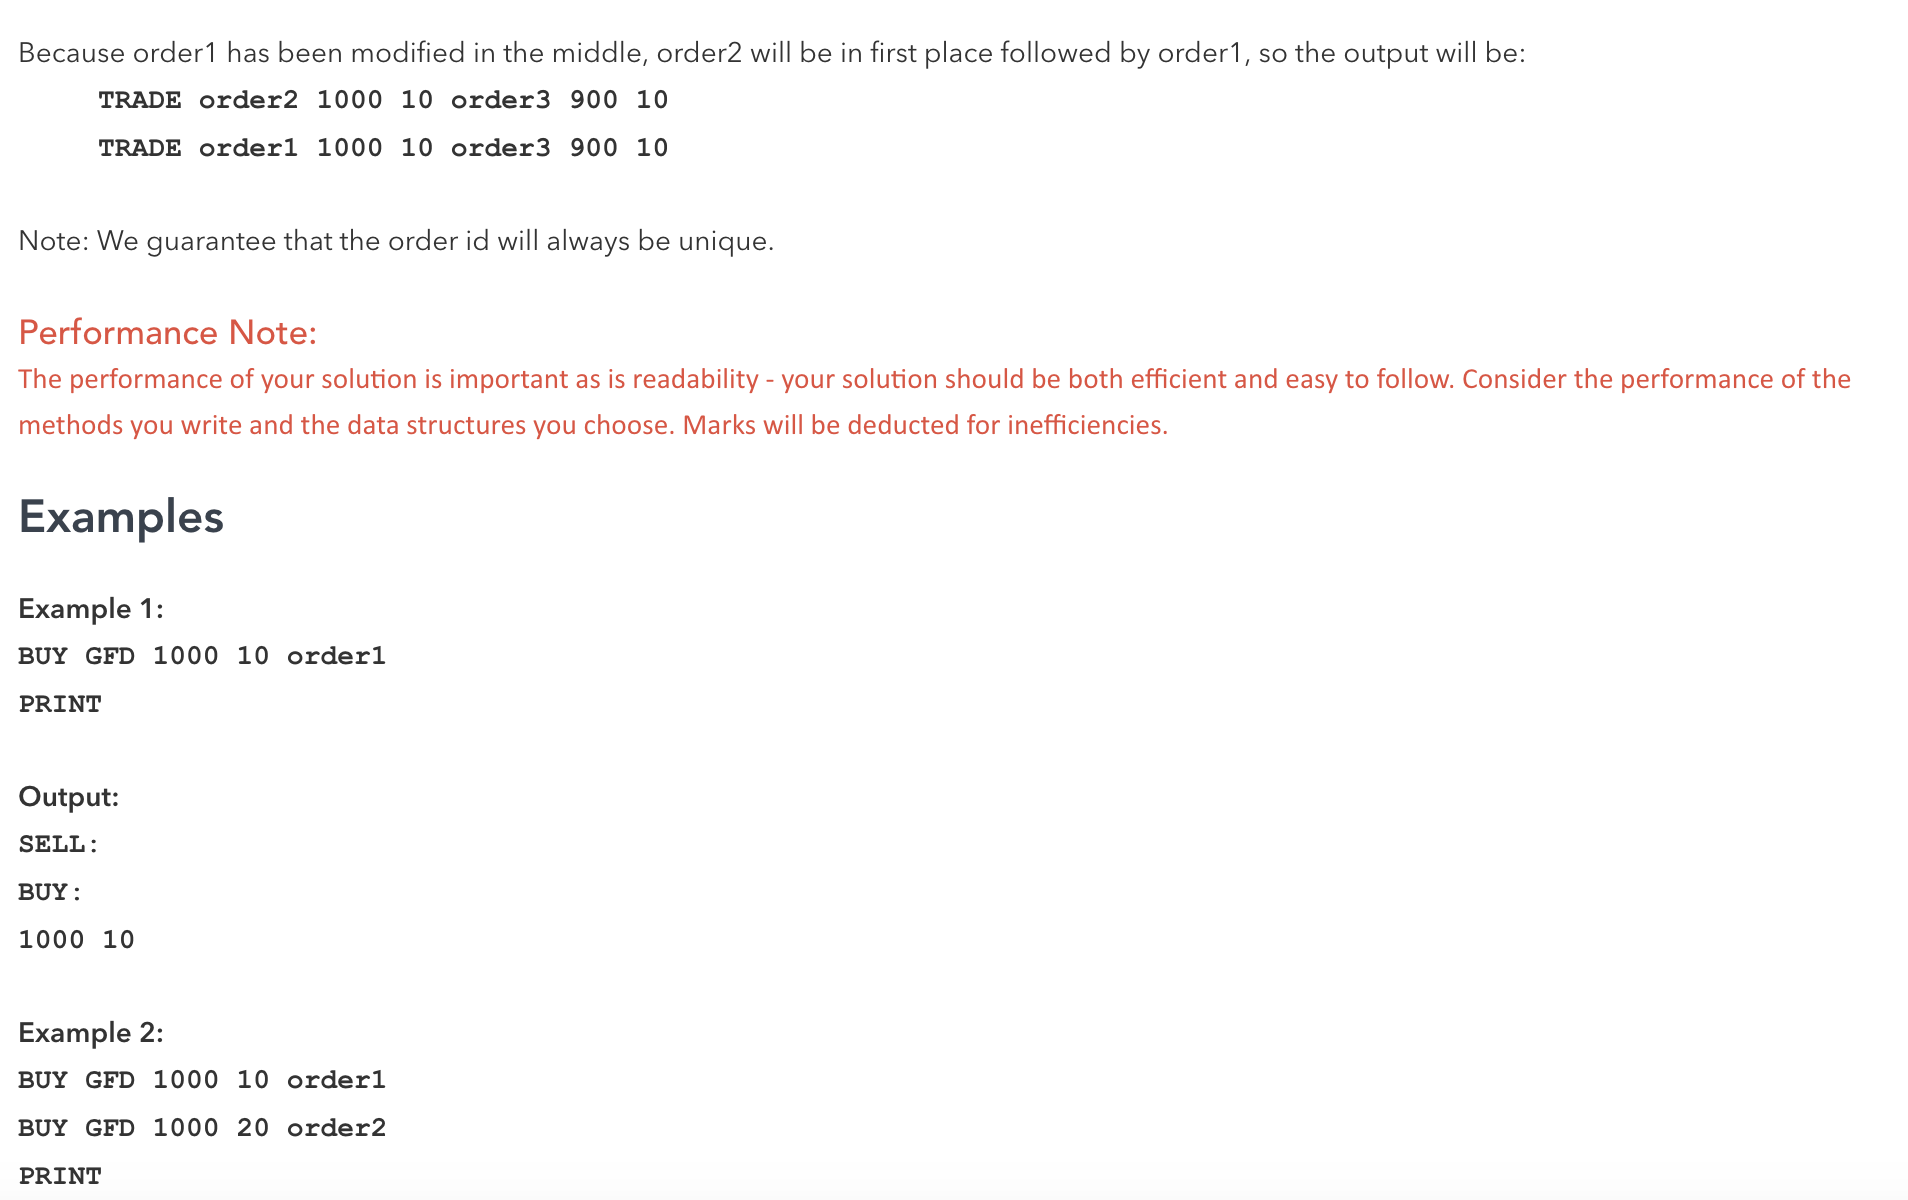 Because order1 has been modified in the middle, order2 will be in first place followed by order1, so the output will be:
TRADE order2 1000 10 order3 900 10
TRADE order1 1000 10 order3 900 10
Note: We guarantee that the order id will always be unique.
Performance Note:
The performance of your solution is important as is readability - your solution should be both efficient and easy to follow. Consider the performance of the
methods you write and the data structures you choose. Marks will be deducted for inefficiencies.
Examples
Example 1:
BUY GFD 1000 10 order1
PRINT
Output:
SELL:
BUY:
1000 10
Example 2:
BUY GFD 1000 10 order1
BUY GFD 1000 20 order2
PRINT